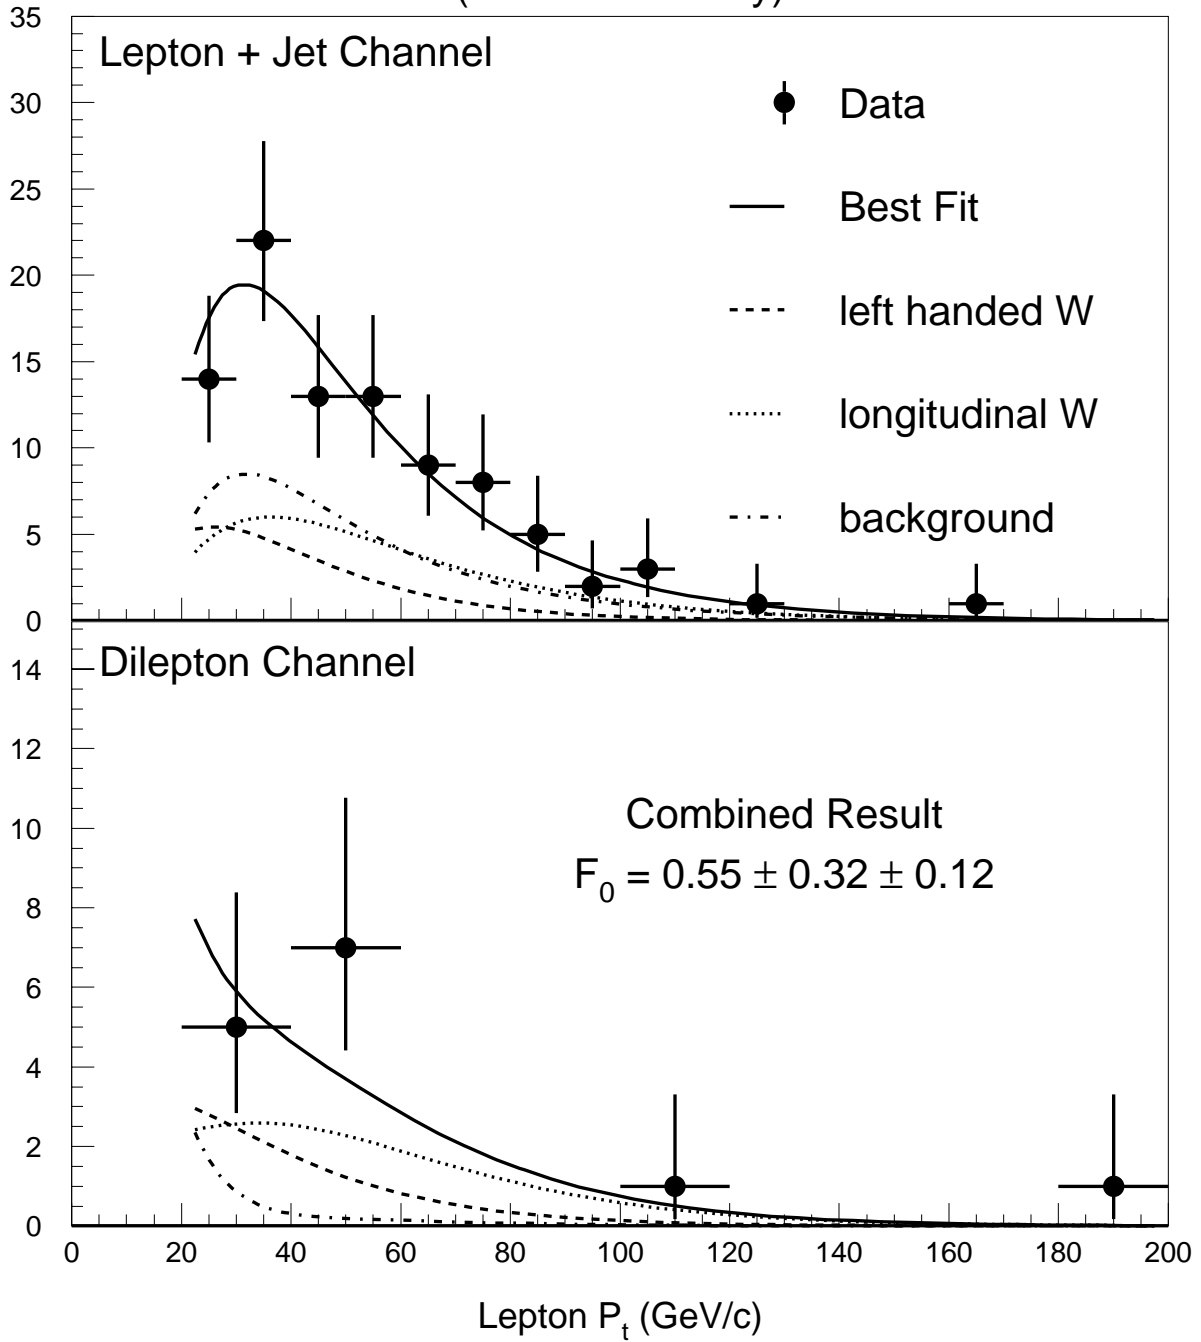 35
Lepton + Jet Channel
30
Data
25
Best Fit
20
left handed W
15
longitudinal W
10
background
5
0
Dilepton Channel
14
12
Combined Result
10
F0 = 0.55 ± 0.32 ± 0.12
8
6
4
2
0
0 20 40 60 80 100 120 140 160 180 200
Lepton Pt (GeV/c)